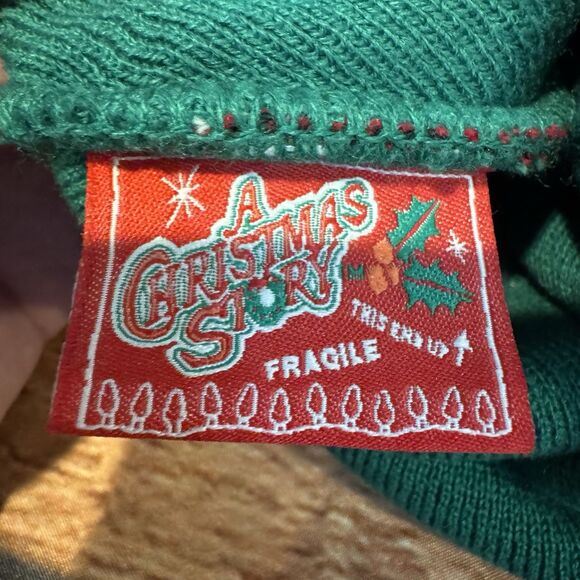 A
CHRISTMAS
STORY TM
THIS END UP
FRAGILE